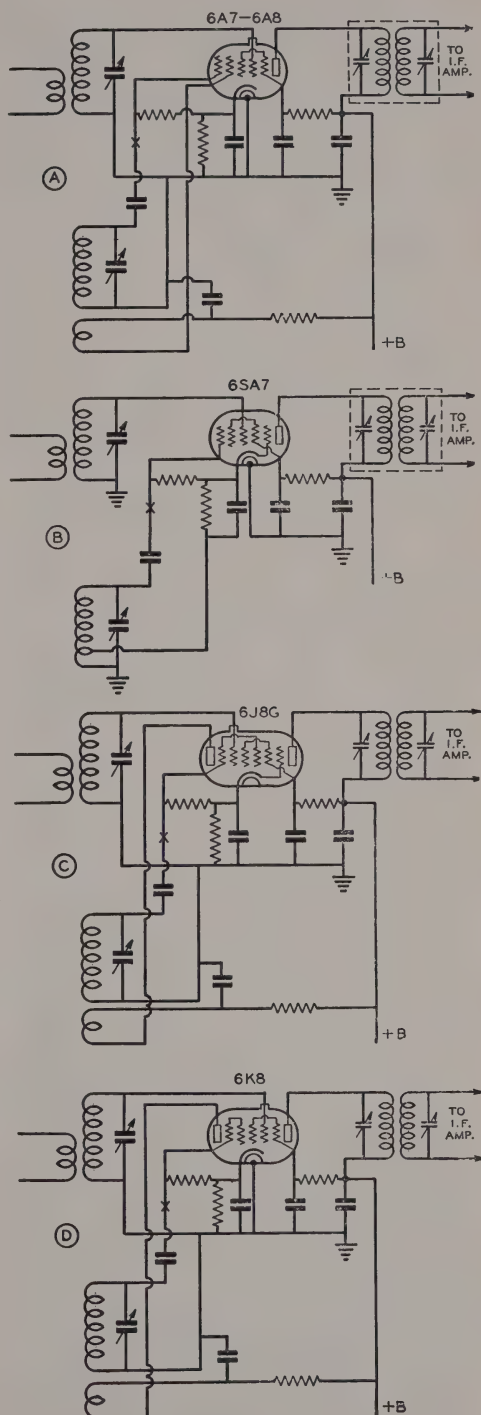 6A7-6A8
TO
I.F.
AMP.
A
+B
6SA7
TO
I.F.
AMP.
B
+B
6J8G
TO
I.F.
AMP.
C
+B
6K8
TO
I.F.
AMP.
D
+B